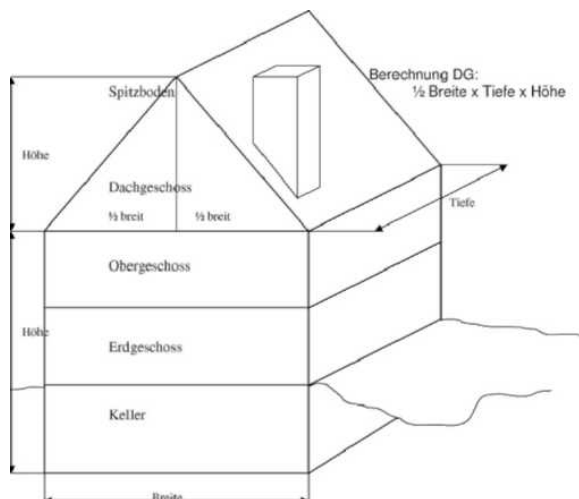 Berechnung DG:
½ Breite x Tiefe x Höhe
Spitzboden
Höhe
Dachgeschoss
½ breit ½ breit
Tiefe
Obergeschoss
Höhe
Erdgeschoss
Keller
Breite